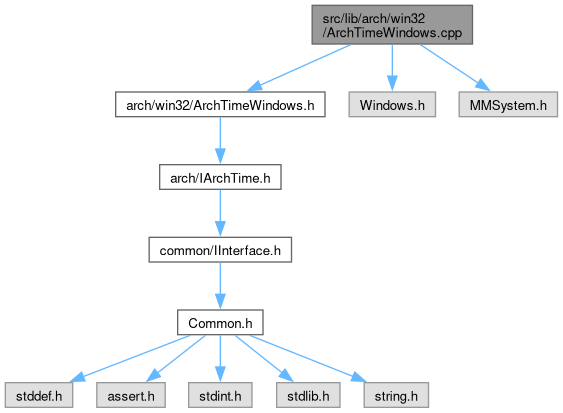 src/lib/arch/win32
/ArchTimeWindows.cpp
arch/win32/ArchTimeWindows.h
Windows.h
MMSystem.h
arch/IArchTime.h
common/IInterface.h
Common.h
stddef.h
assert.h
stdint.h
stdlib.h
string.h